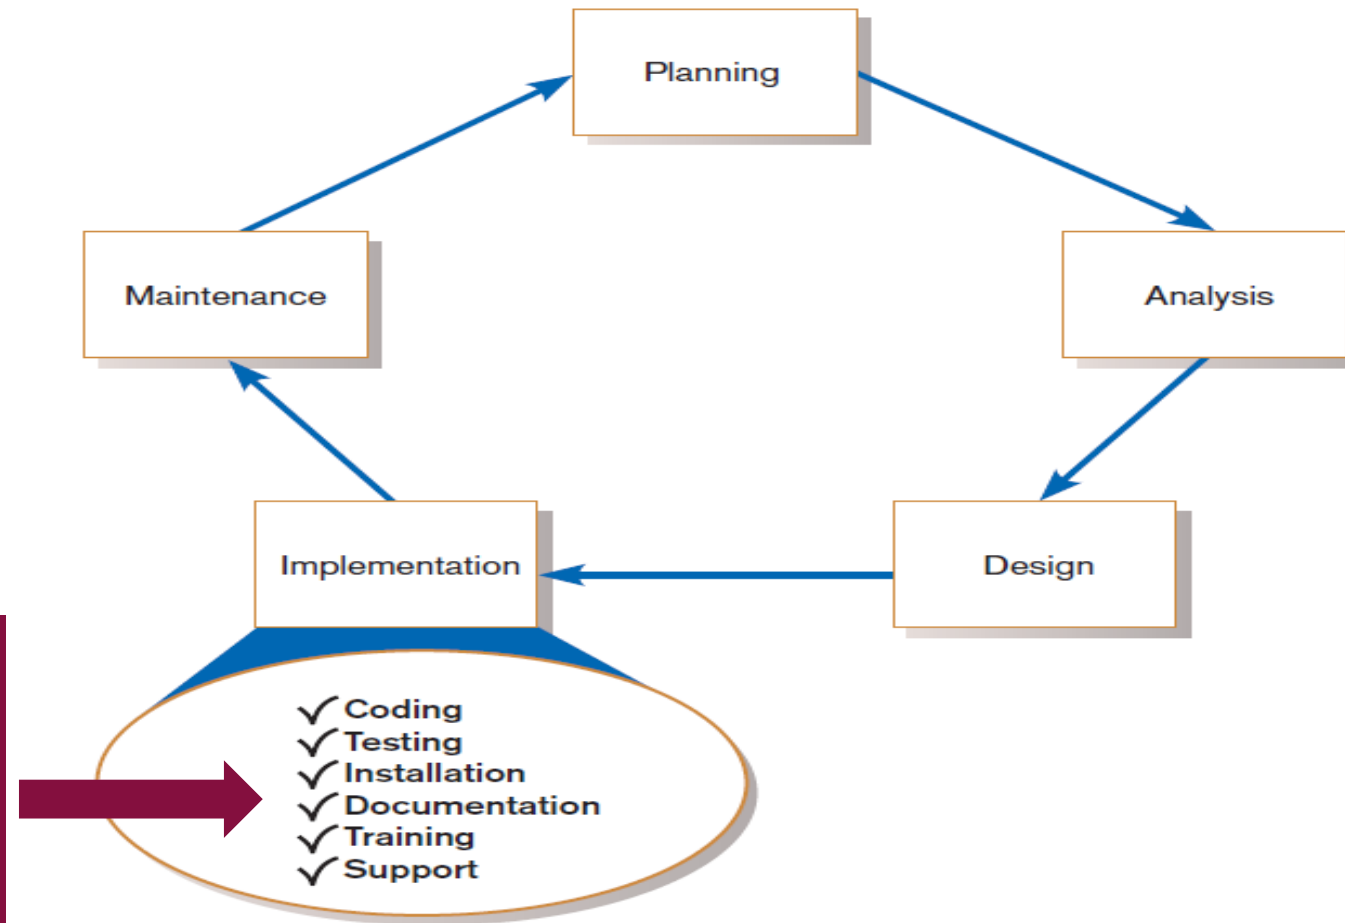 Planning
Maintenance
Analysis
Implementation
Design
✓ Coding
✓ Testing
✓ Installation
✓ Documentation
✓ Training
✓ Support